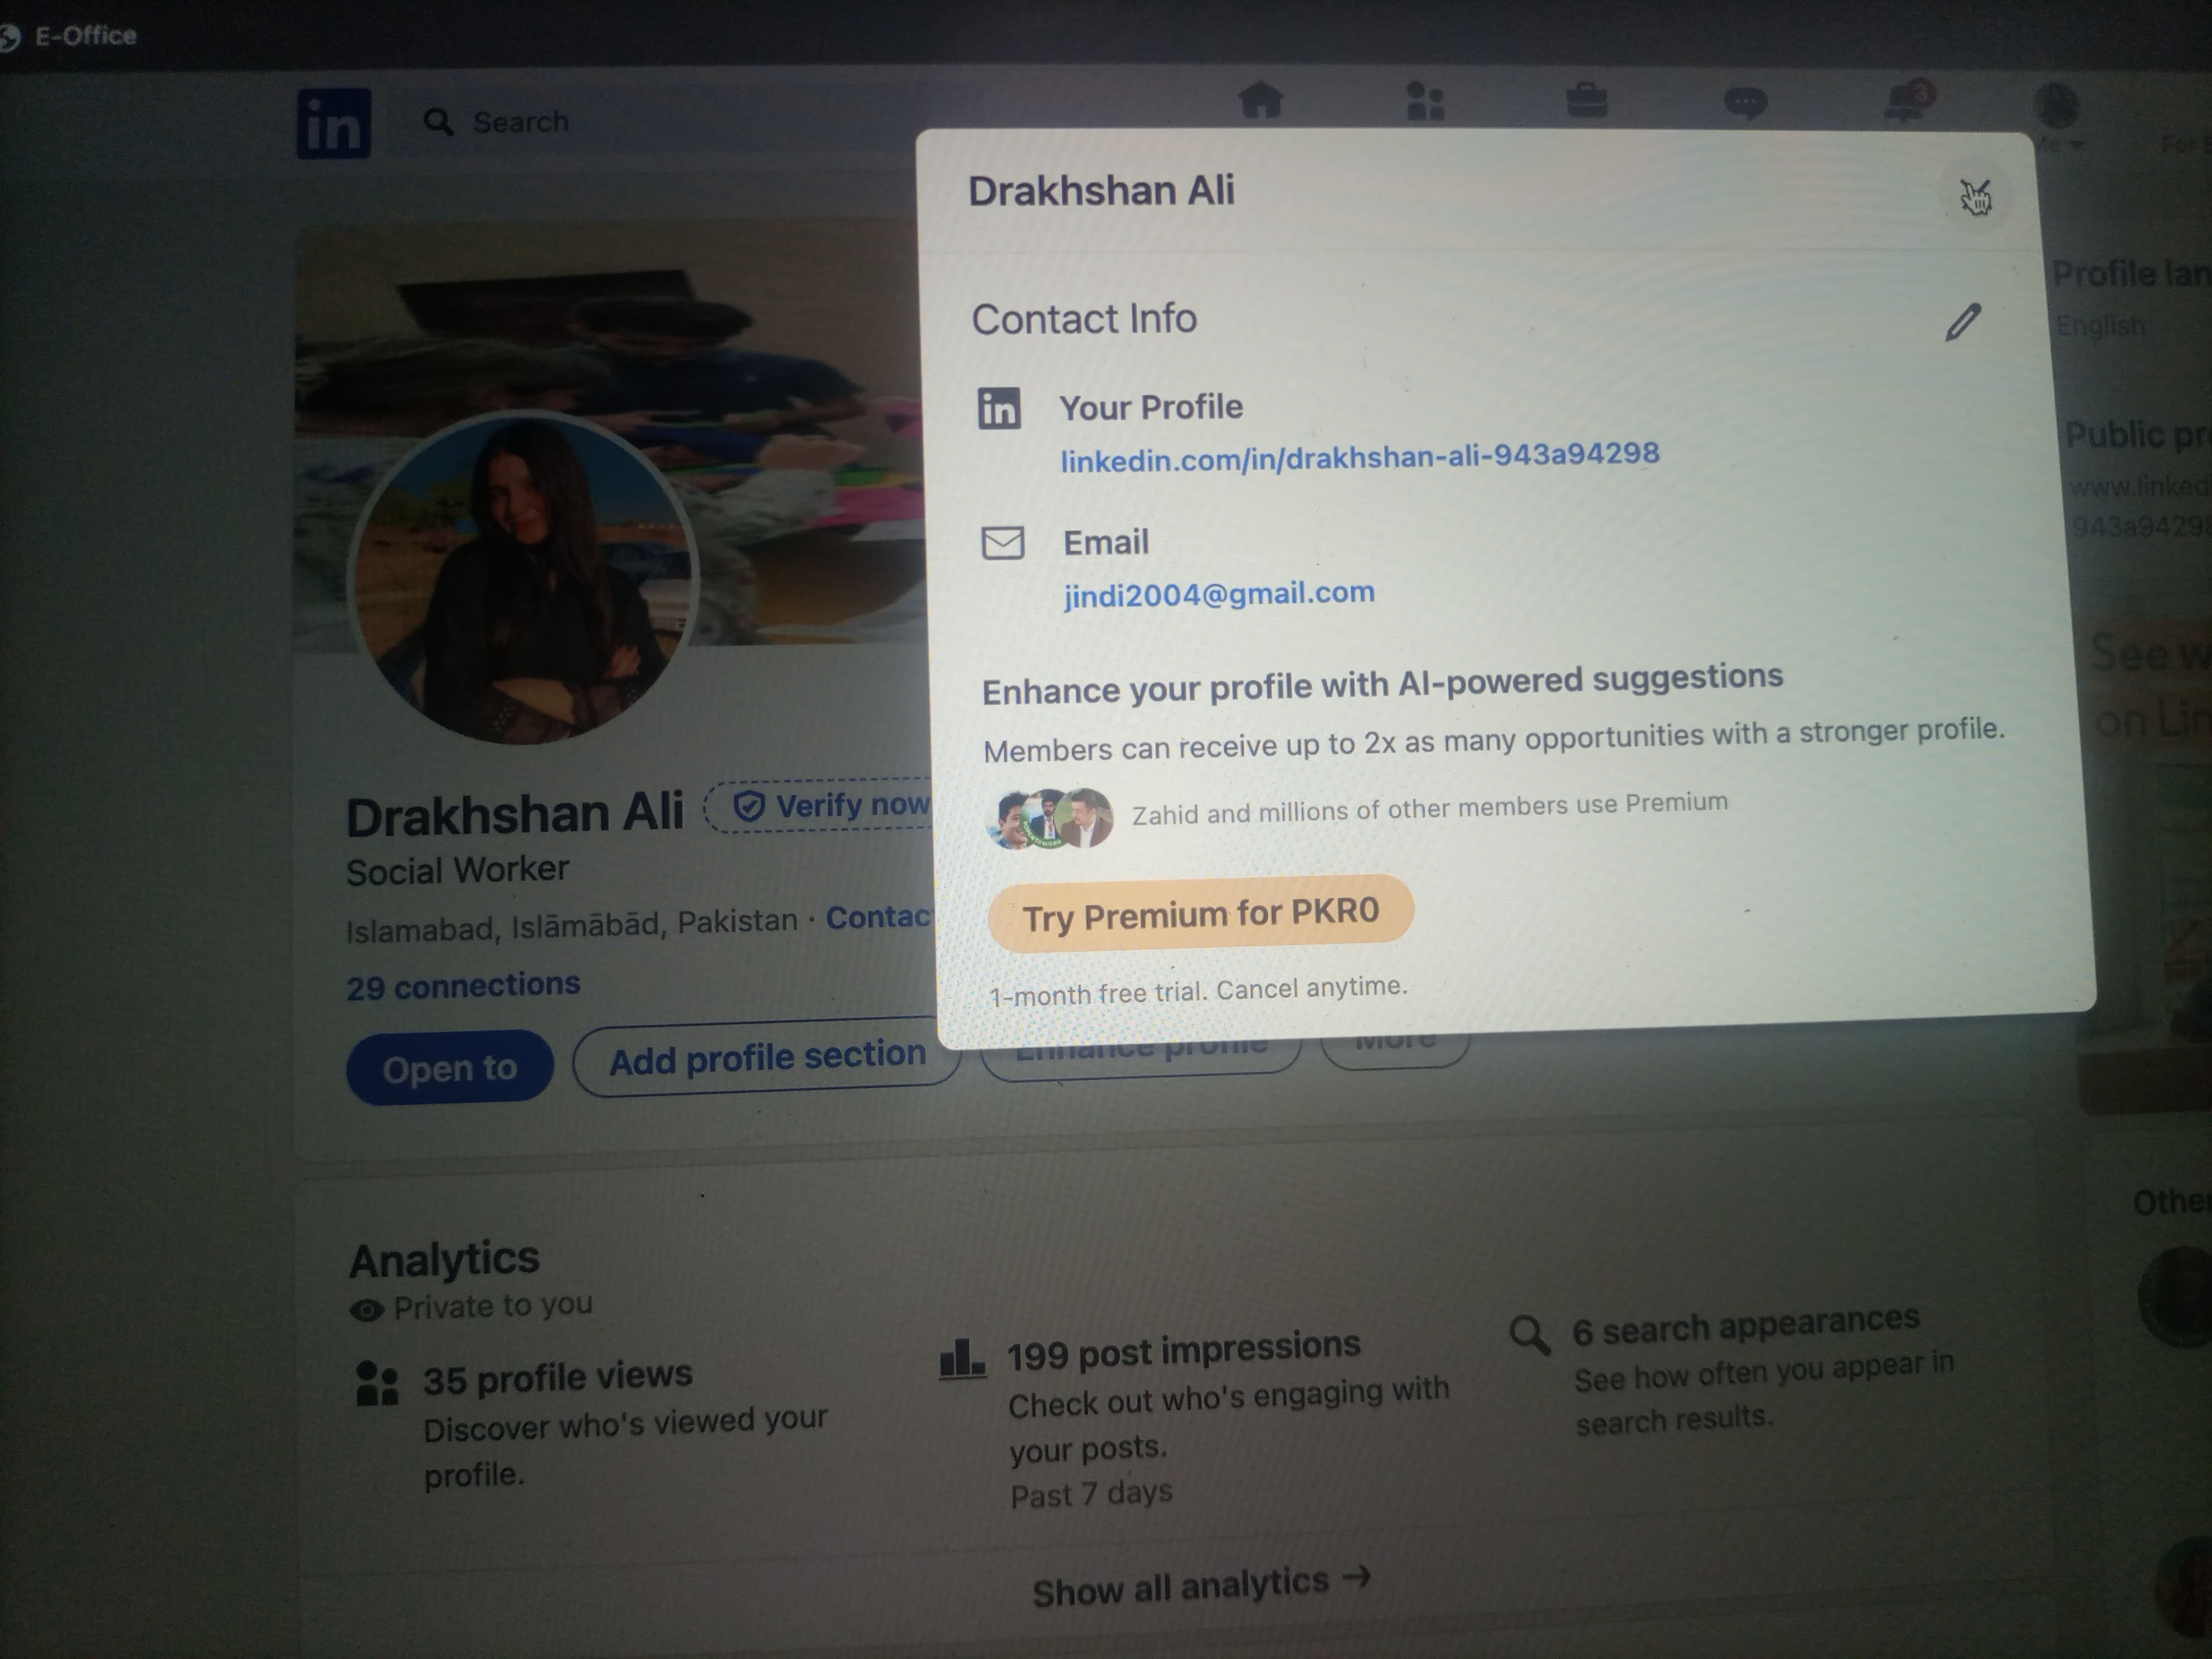 E-Office
in
Search
3
Drakhshan Ali
Contact Info
in
Your Profile
linkedin.com/in/drakhshan-ali-943a94298
Email
jindi2004@gmail.com
Enhance your profile with AI-powered suggestions
Members can receive up to 2x as many opportunities with a stronger profile.
Zahid and millions of other members use Premium
Try Premium for PKR0
1-month free trial. Cancel anytime.
Profile lan
English
Public pr
www.linked
943a94298
See w
on Lin
Drakhshan Ali
Verify now
Social Worker
Islamabad, Islāmābād, Pakistan · Contac
29 connections
Open to
Add profile section
Enhance profile
More
Analytics
Private to you
35 profile views
Discover who's viewed your
profile.
199 post impressions
Check out who's engaging with
your posts.
Past 7 days
6 search appearances
See how often you appear in
search results.
Show all analytics →
Other